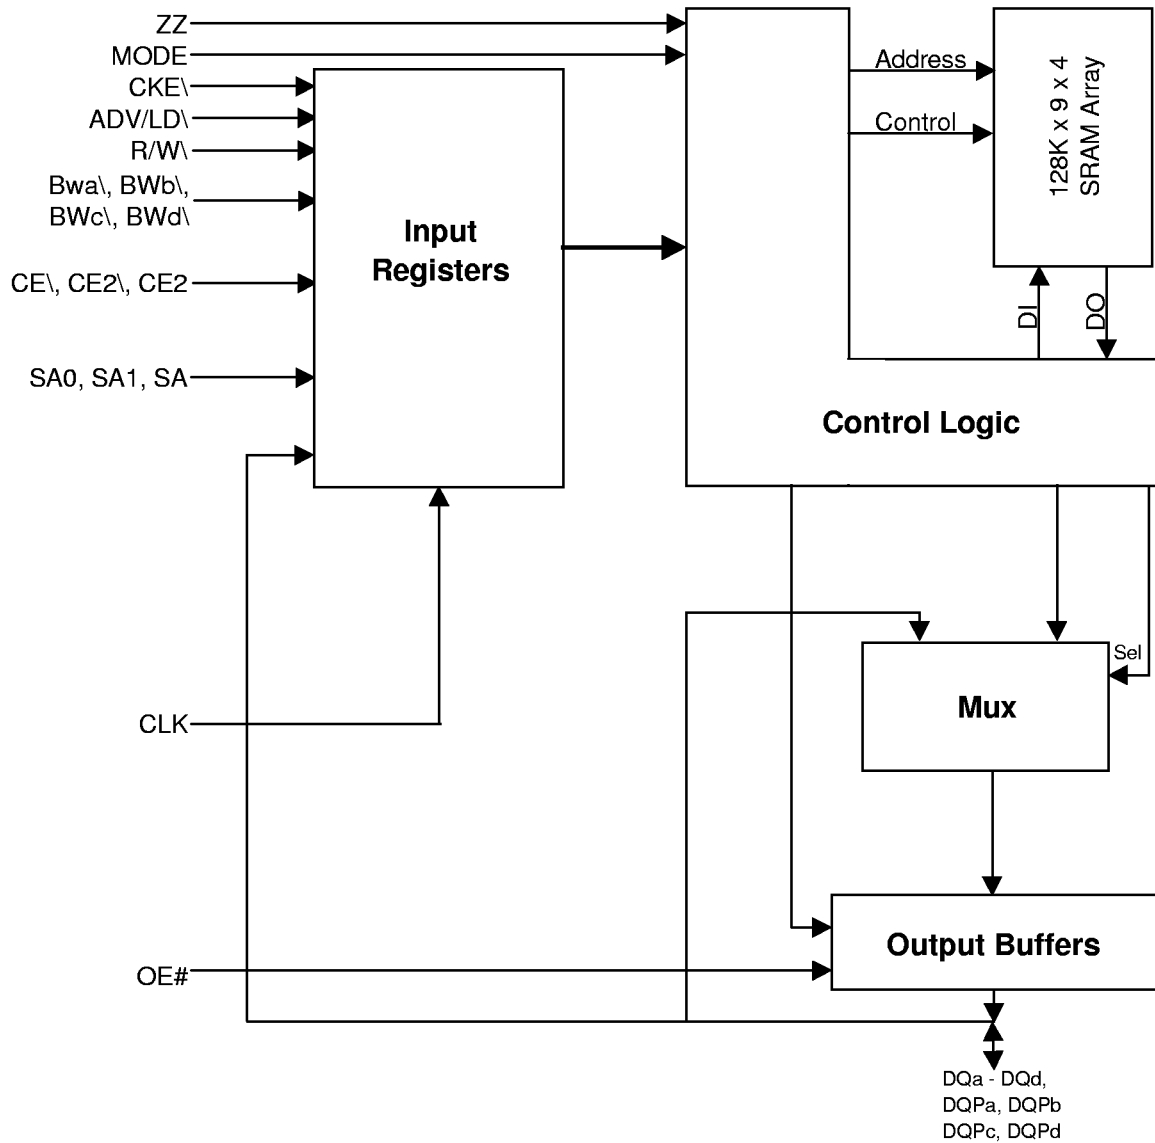 ZZ
MODE
CKE\
ADV/LD\
R/W\
Bwa\, BWb\,
BWc\, BWd\
CE\, CE2\, CE2
SA0, SA1, SA
Input
Registers
Address
Control
128K x 9 x 4
SRAM Array
DI
DO
Control Logic
Sel
Mux
CLK
Output Buffers
OE#
DQa - DQd,
DQPa, DQPb
DQPc, DQPd